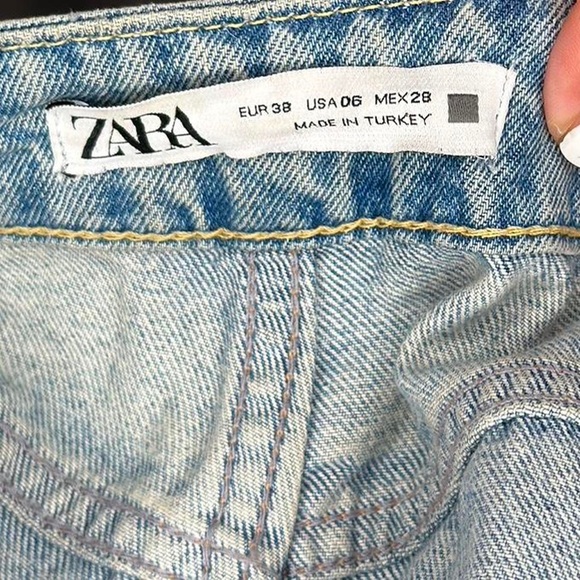 ZARA
EUR 38 USA 06 MEX 28
MADE IN TURKEY